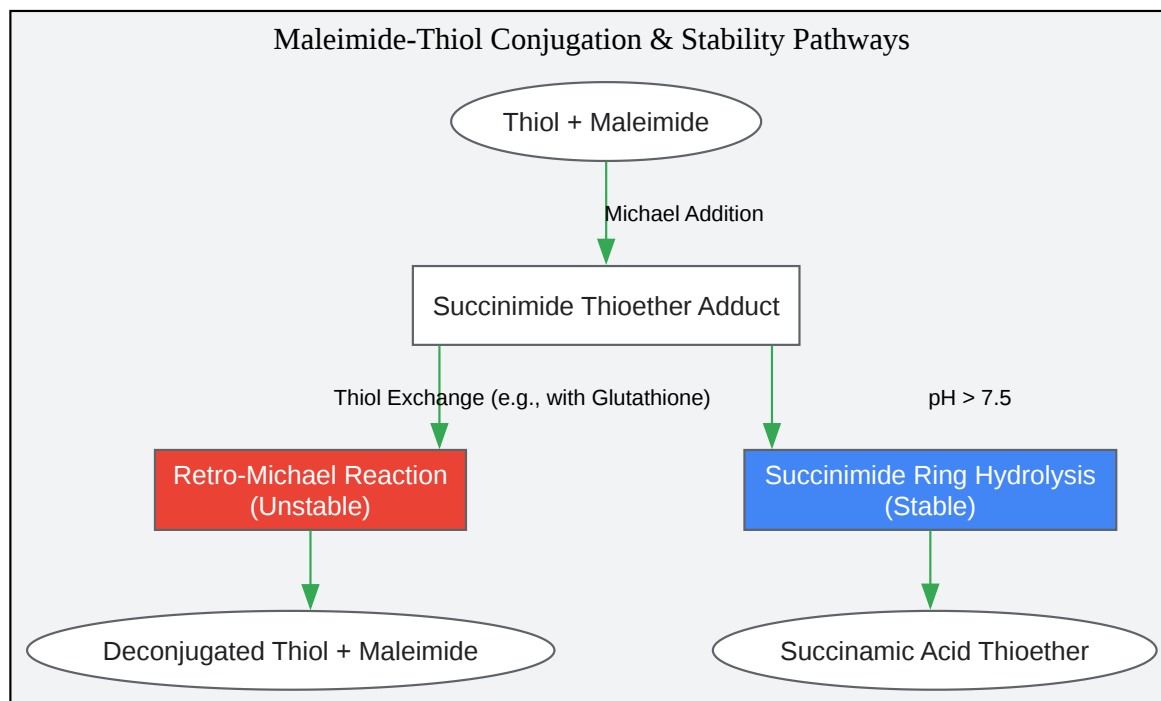 Maleimide-Thiol Conjugation & Stability Pathways
Thiol + Maleimide
Michael Addition
Succinimide Thioether Adduct
Thiol Exchange (e.g., with Glutathione)
pH > 7.5
Retro-Michael Reaction
(Unstable)
Succinimide Ring Hydrolysis
(Stable)
Deconjugated Thiol + Maleimide
Succinamic Acid Thioether